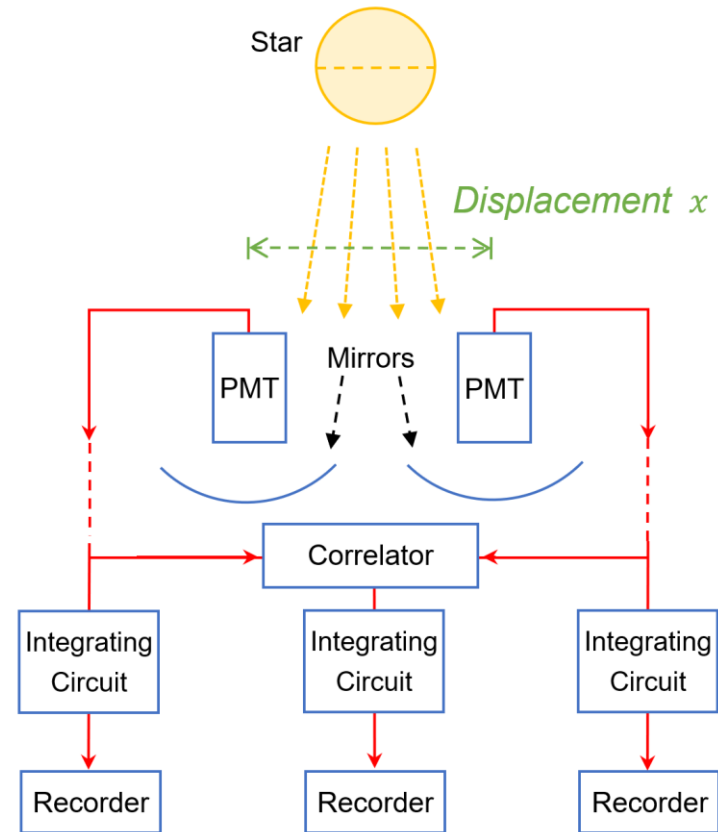 Star
Displacement x
PMT
Mirrors
PMT
Correlator
Integrating
Circuit
Integrating
Circuit
Integrating
Circuit
Recorder
Recorder
Recorder